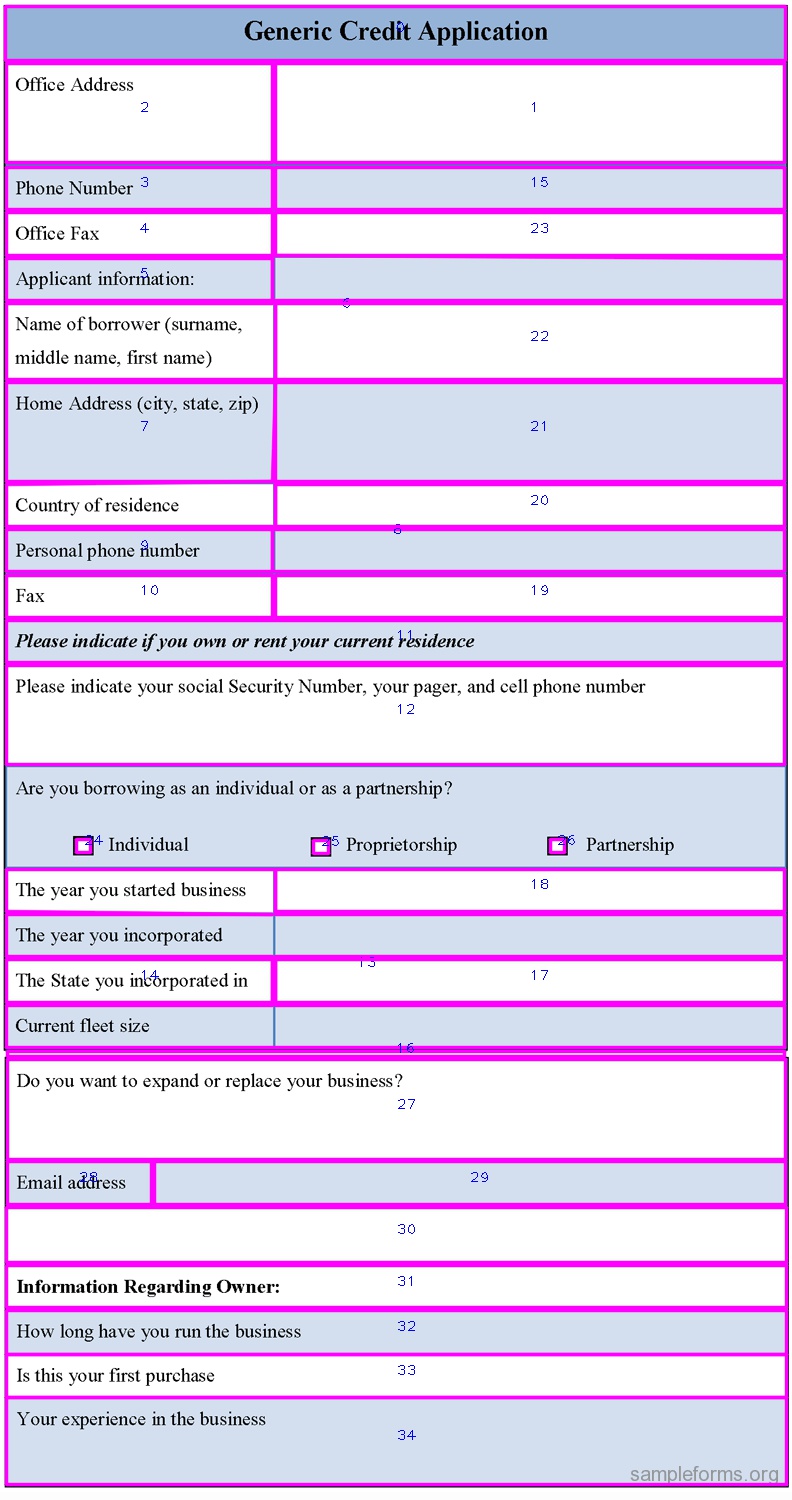 Generic Credit Application 0
Office Address
2 1
Phone Number 3 15
Office Fax 4 23
Applicant information: 5
6
Name of borrower (surname,
middle name, first name) 22
Home Address (city, state, zip)
7 21
Country of residence 20
8
Personal phone number 9
Fax 10 19
Please indicate if you own or rent your current residence 11
Please indicate your social Security Number, your pager, and cell phone number
12
Are you borrowing as an individual or as a partnership?
24 Individual 25 Proprietorship 26 Partnership
The year you started business 18
The year you incorporated
13
The State you incorporated in 14 17
Current fleet size
16
Do you want to expand or replace your business?
27
Email address 28 29
30
Information Regarding Owner: 31
How long have you run the business 32
Is this your first purchase 33
Your experience in the business
34
sampleforms.org